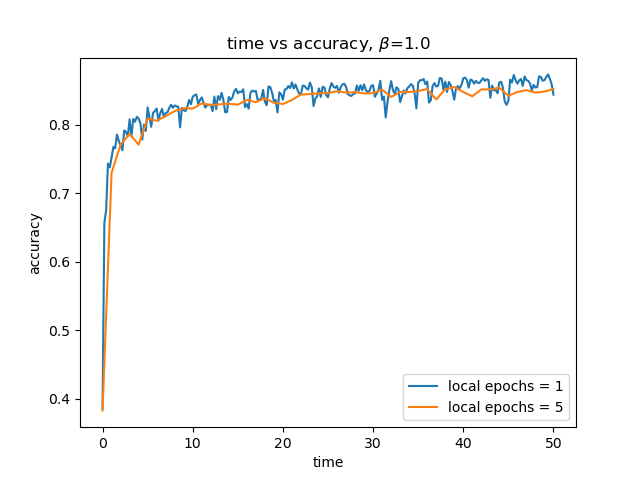 time vs accuracy, β=1.0
accuracy
0.8
0.7
0.6
0.5
0.4
0 10 20 30 40 50
time
local epochs = 1
local epochs = 5